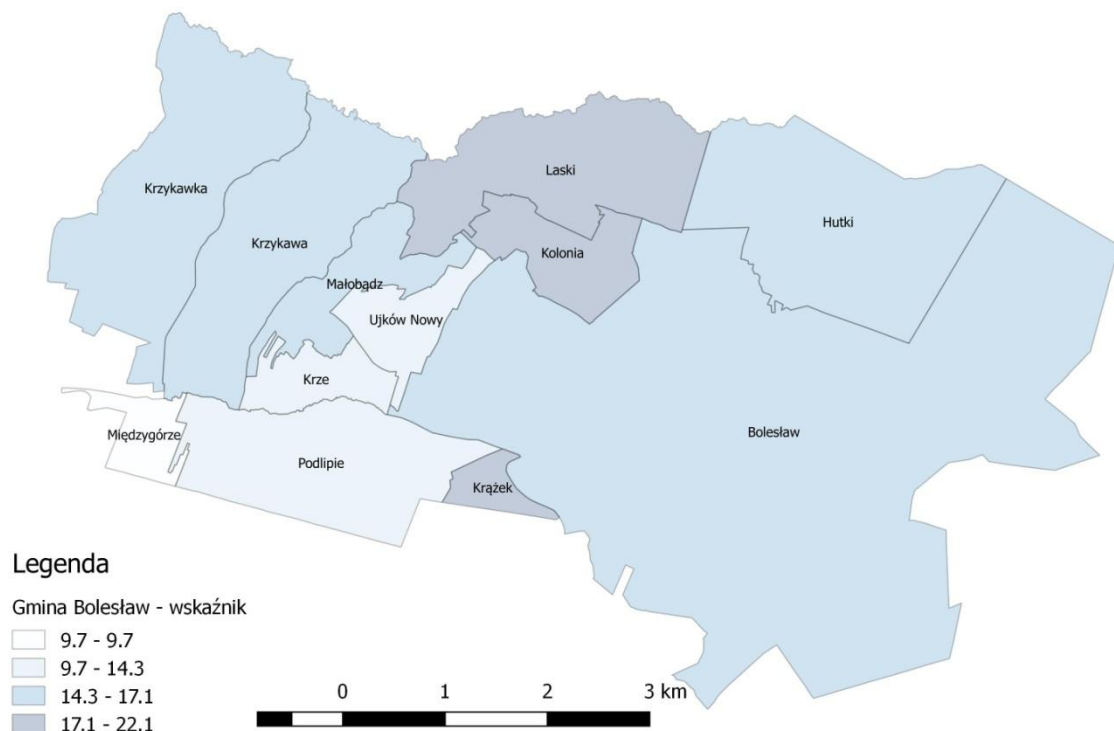 Laski
Krzykawka
Hutki
Krzykawa
Kolonia
Małobądz
Ujków Nowy
Krze
Bolesław
Międzygórze
Podlipie
Krążek
Legenda
Gmina Bolesław - wskaźnik
9.7 - 9.7
9.7 - 14.3
14.3 - 17.1
17.1 - 22.1
0 1 2 3 km